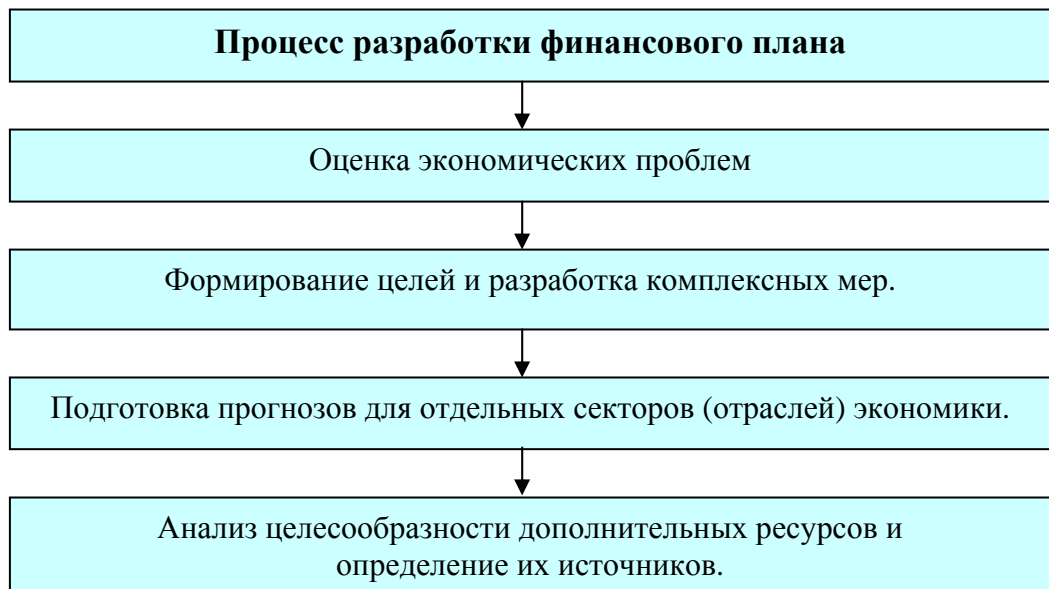 Процесс разработки финансового плана
Оценка экономических проблем
Формирование целей и разработка комплексных мер.
Подготовка прогнозов для отдельных секторов (отраслей) экономики.
Анализ целесообразности дополнительных ресурсов и
определение их источников.